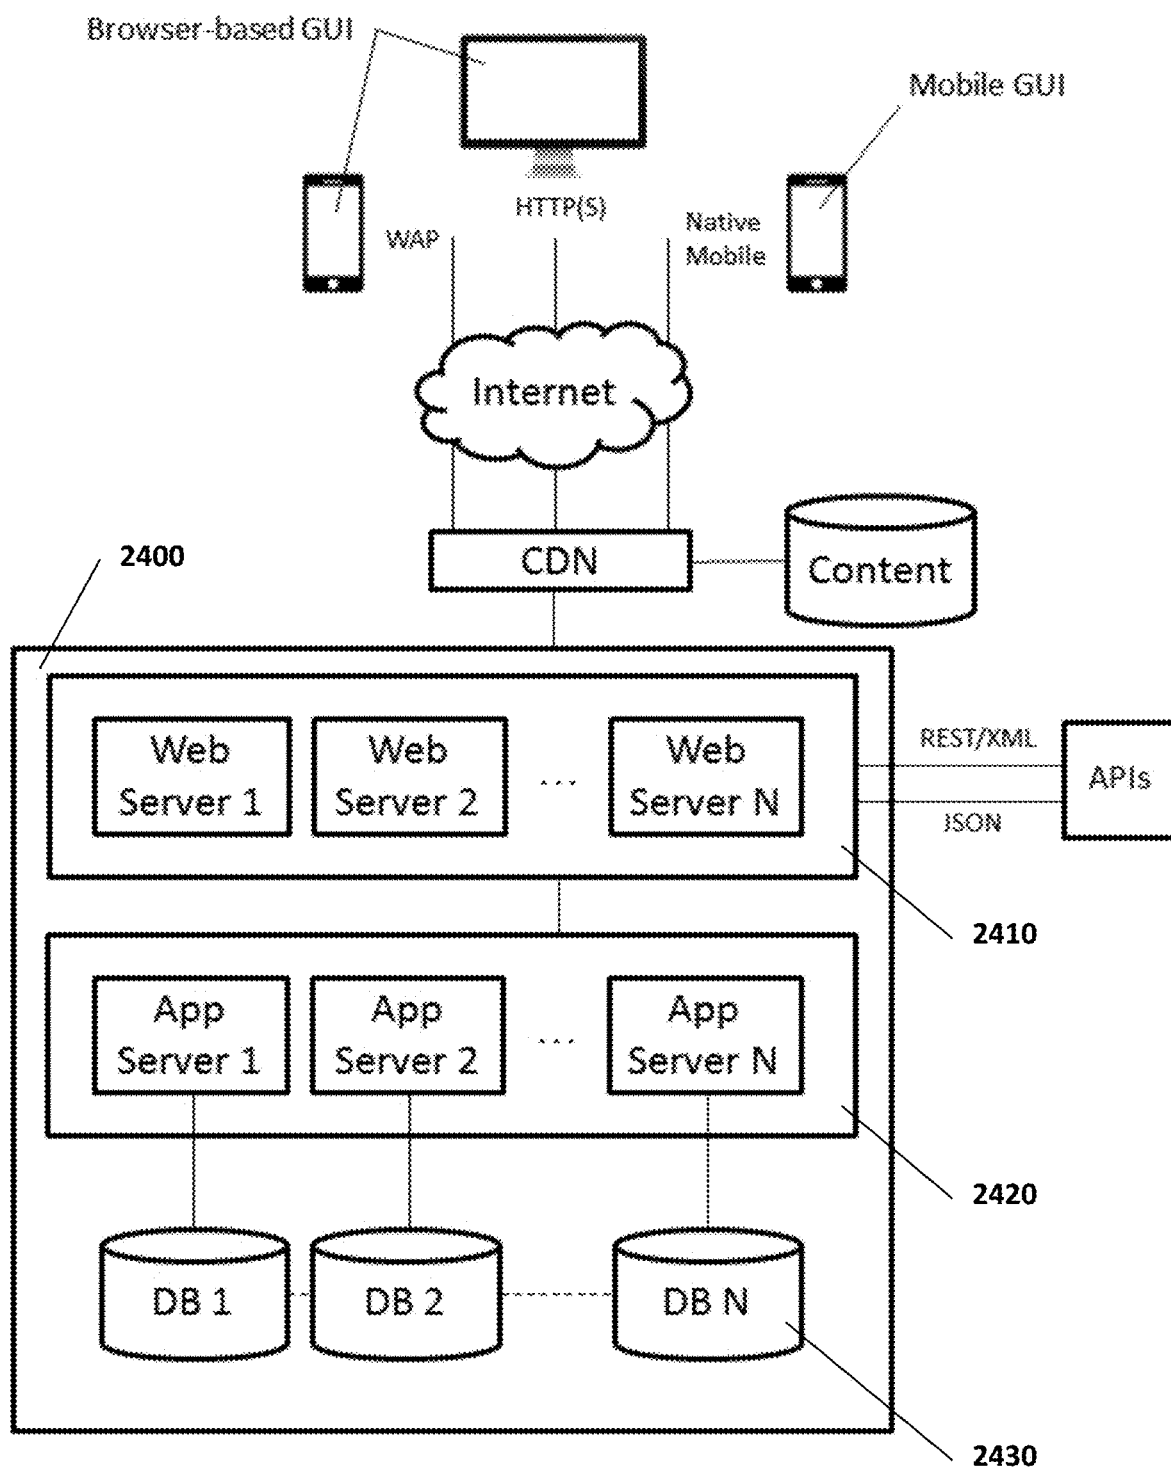 Browser-based GUI
Mobile GUI
HTTP(S)
WAP
Native
Mobile
Internet
CDN
Content
2400
Web
Server 1
Web
Server 2
...
Web
Server N
REST/XML
JSON
APIs
2410
App
Server 1
App
Server 2
...
App
Server N
2420
DB 1
DB 2
DB N
2430